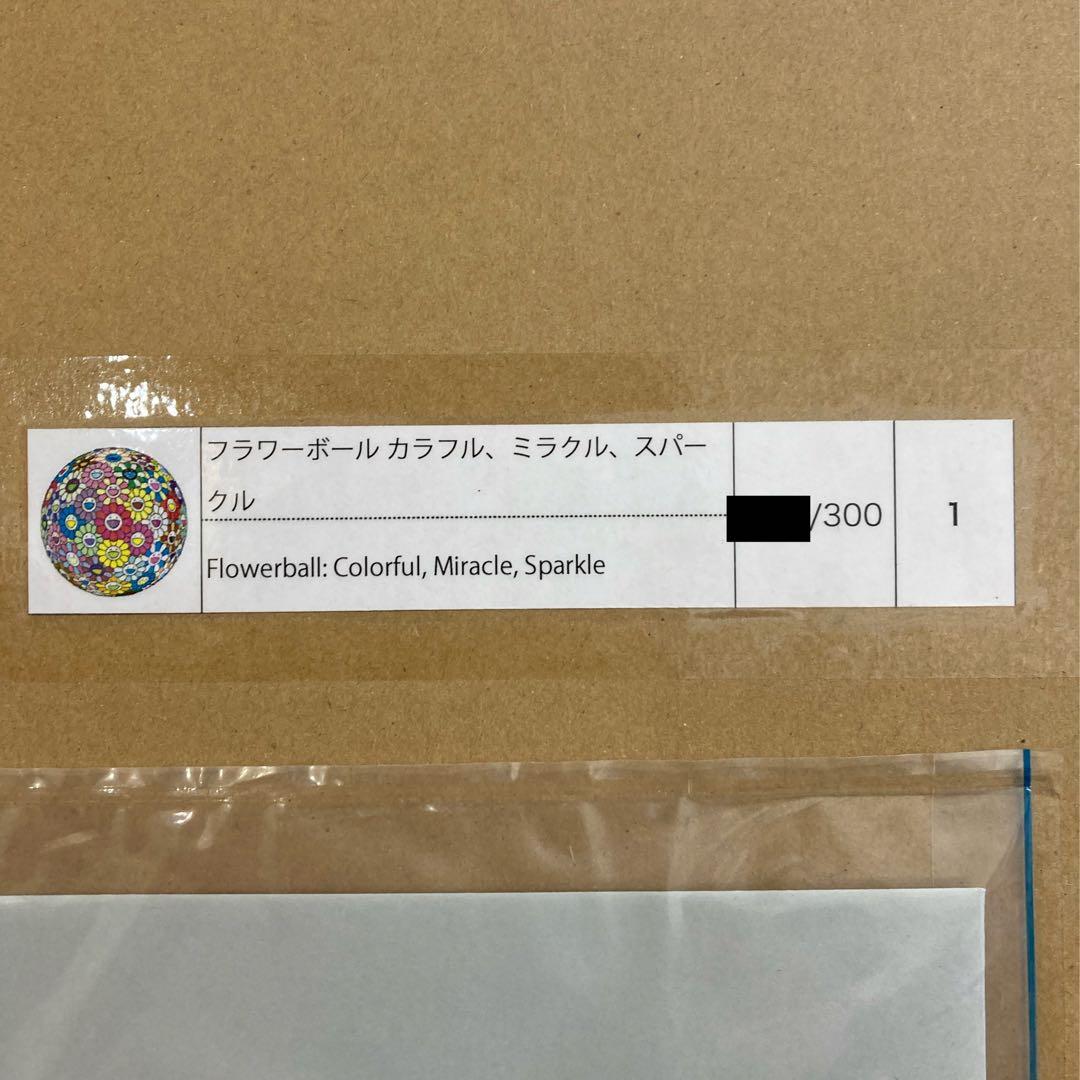 フラワーボール カラフル、ミラクル、スパー
クル
Flowerball: Colorful, Miracle, Sparkle
/300
1